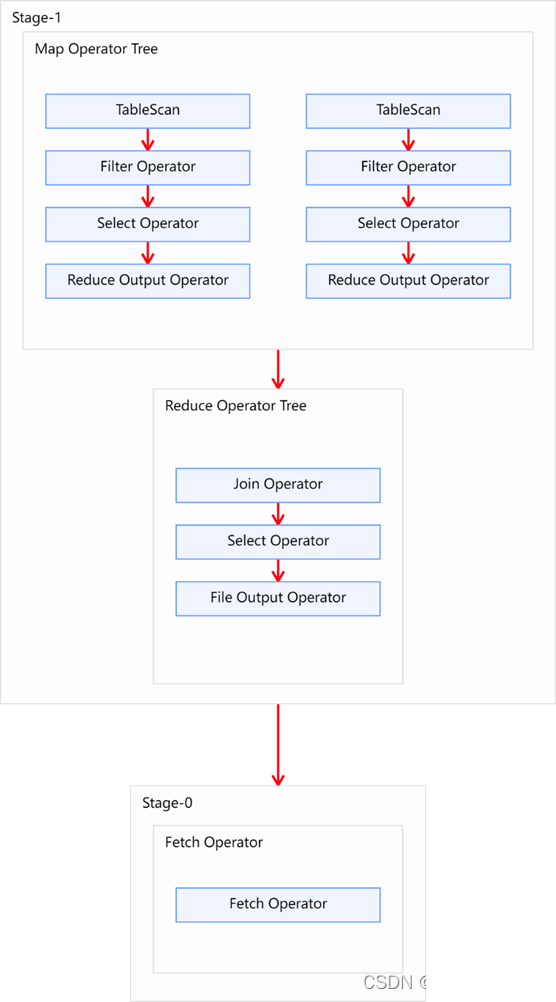 Stage-1
Map Operator Tree
TableScan
TableScan
Filter Operator
Filter Operator
Select Operator
Select Operator
Reduce Output Operator
Reduce Output Operator
Reduce Operator Tree
Join Operator
Select Operator
File Output Operator
Stage-0
Fetch Operator
Fetch Operator
CSDN @